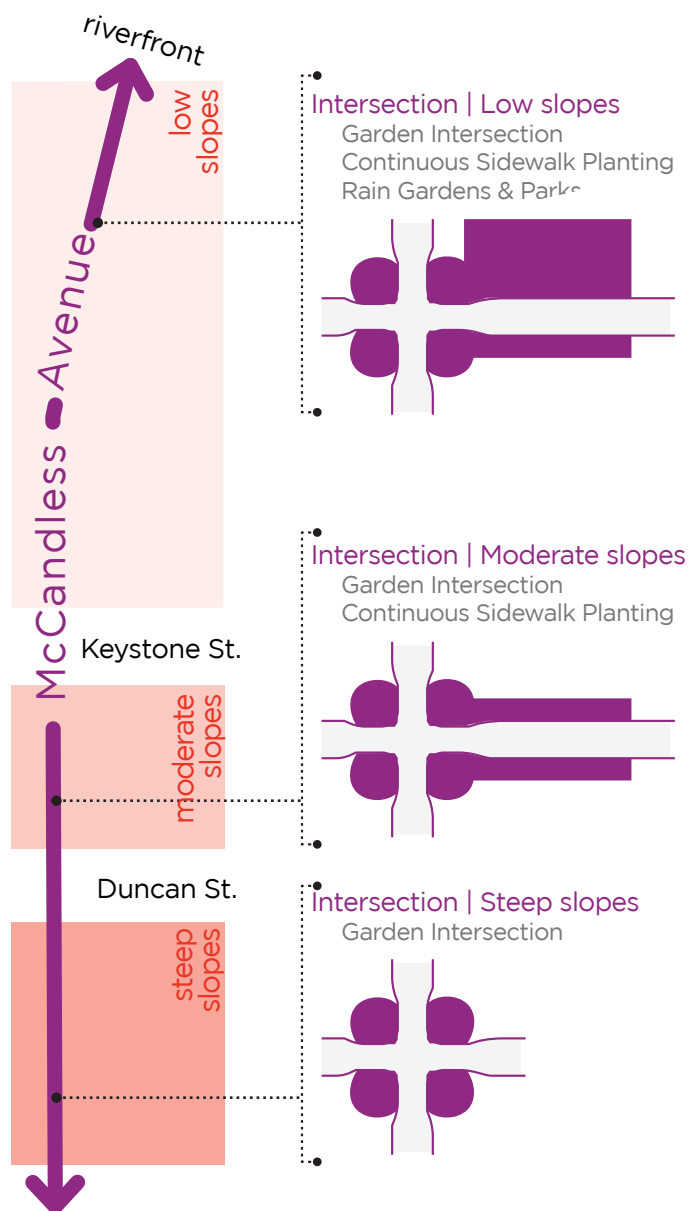 riverfront
low
slopes
Intersection | Low slopes
Garden Intersection
Continuous Sidewalk Planting
Rain Gardens & Parks
McCandless - Avenue
Keystone St.
moderate
slopes
Intersection | Moderate slopes
Garden Intersection
Continuous Sidewalk Planting
Duncan St.
steep
slopes
Intersection | Steep slopes
Garden Intersection